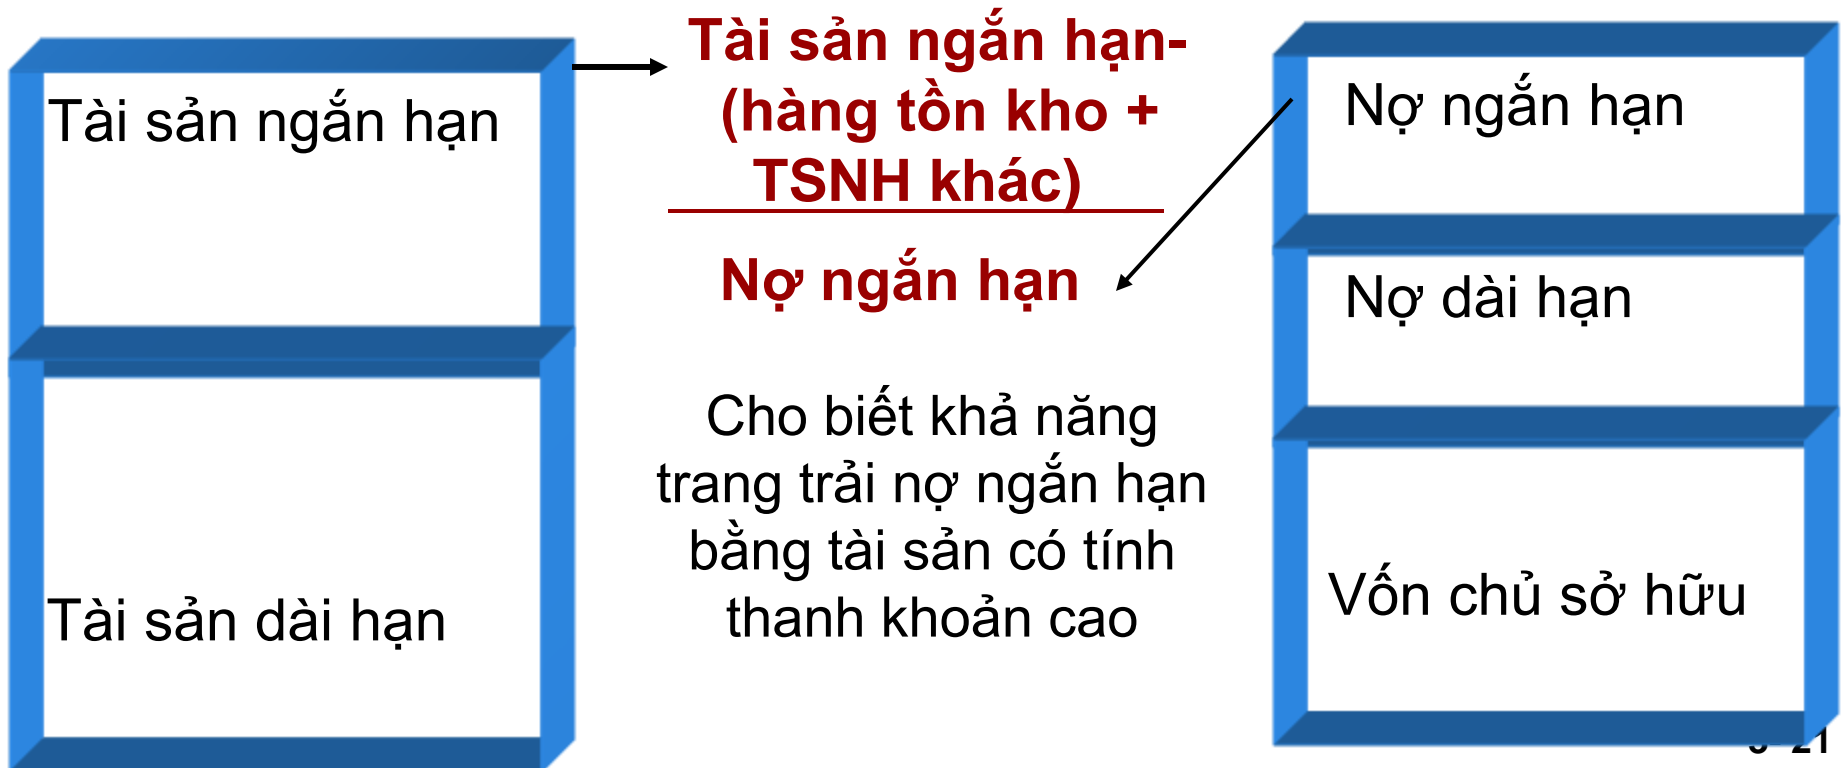 Tài sản ngắn hạn
Tài sản dài hạn
Tài sản ngắn hạn-
(hàng tồn kho +
TSNH khác)
Nợ ngắn hạn
Cho biết khả năng
trang trải nợ ngắn hạn
bằng tài sản có tính
thanh khoản cao
Nợ ngắn hạn
Nợ dài hạn
Vốn chủ sở hữu
21